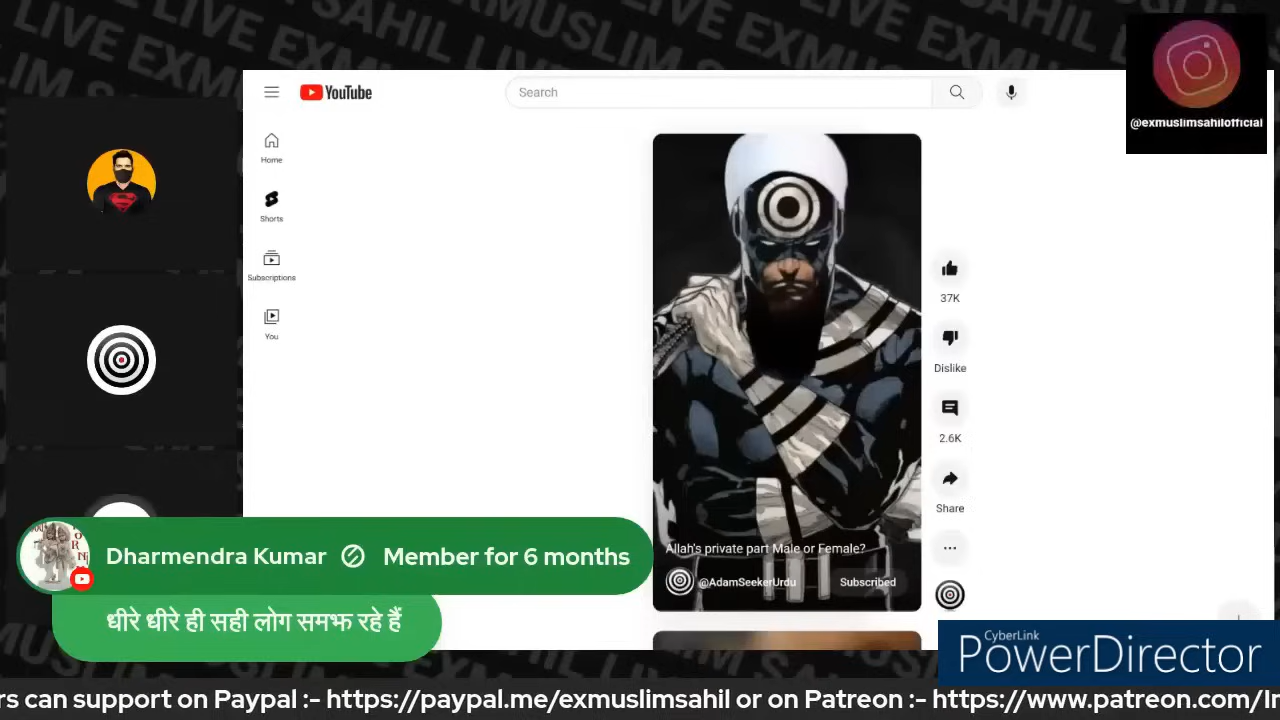 @exmuslimsahilofficial
YouTube
Search
Home
Shorts
Subscriptions
You
37K
Dislike
2.6K
Share
Allah's private part Male or Female?
@AdamSeekerUrdu
Subscribed
Dharmendra Kumar
Member for 6 months
धीरे धीरे ही सही लोग समझ रहे हैं
CyberLink
PowerDirector
rs can support on Paypal :- https://paypal.me/exmuslimsahil or on Patreon :- https://www.patreon.com/